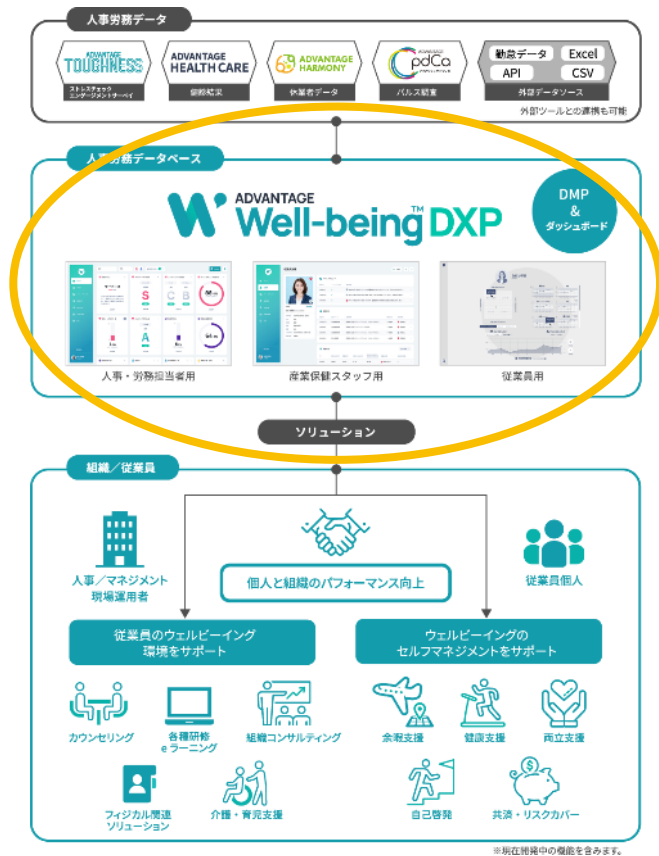 人事労務データ
ADVANTAGE
TOUGHNESS
ストレスチェック
エンゲージメントサーベイ
ADVANTAGE
HEALTH CARE
健診結果
ADVANTAGE
HARMONY
休業者データ
ADVANTAGE
pdCa
パルス調査
勤怠データ
Excel
API
CSV
外部データソース
外部ツールとの連携も可能
人事労務データベース
ADVANTAGE
Well-being™ DXP
DMP
&
ダッシュボード
人事・労務担当者用
産業保健スタッフ用
従業員用
ソリューション
組織／従業員
人事／マネジメント
現場運用者
個人と組織のパフォーマンス向上
従業員個人
従業員のウェルビーイング
環境をサポート
ウェルビーイングの
セルフマネジメントをサポート
カウンセリング
各種研修
eラーニング
組織コンサルティング
余暇支援
健康支援
両立支援
フィジカル関連
ソリューション
介護・育児支援
自己啓発
共済・リスクカバー
※現在開発中の機能を含みます。